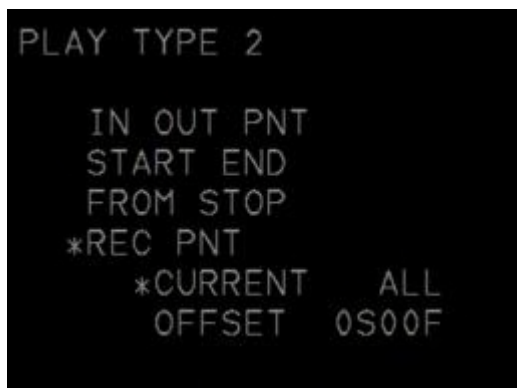 PLAY TYPE 2
IN OUT PNT
START END
FROM STOP
*REC PNT
*CURRENT ALL
OFFSET 0S00F